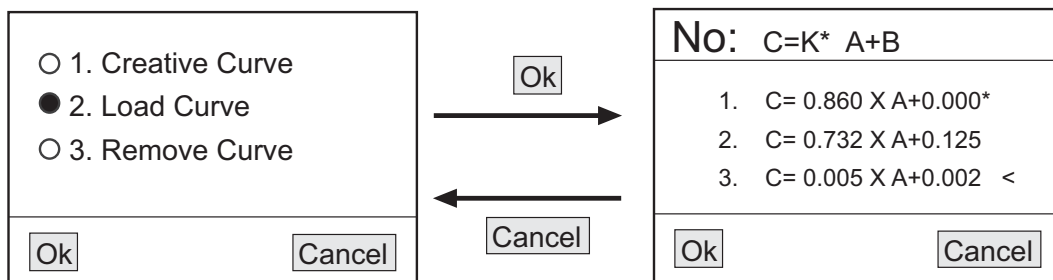 1. Creative Curve
2. Load Curve
3. Remove Curve
Ok Cancel
Ok
Cancel
No: C=K* A+B
1. C= 0.860 X A+0.000*
2. C= 0.732 X A+0.125
3. C= 0.005 X A+0.002 <
Ok Cancel